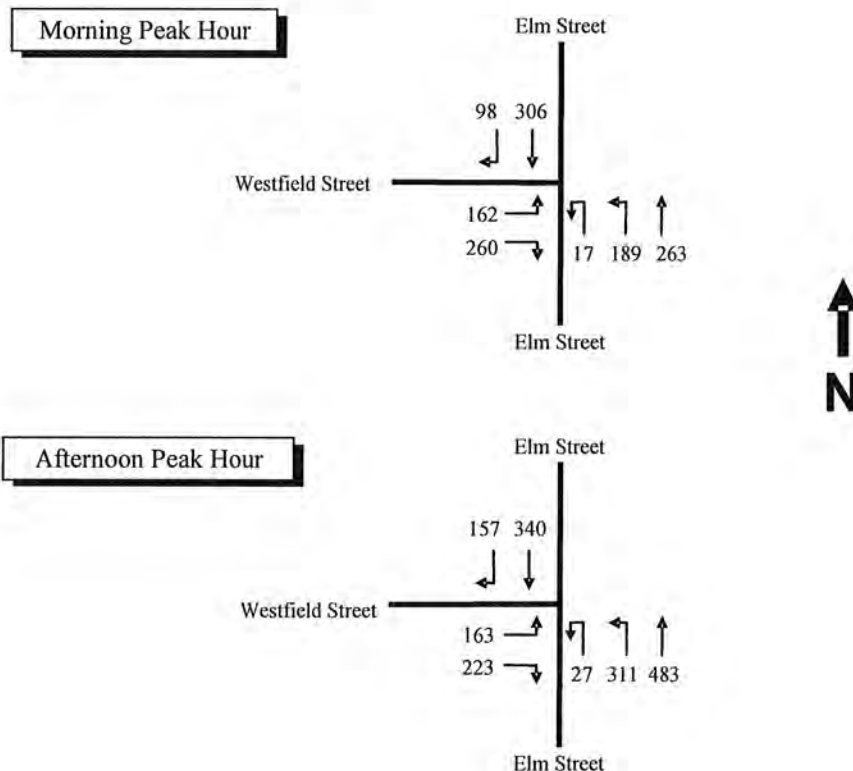 Morning Peak Hour
Elm Street
98 306
Westfield Street
162
260
17 189 263
Elm Street
N
Afternoon Peak Hour
Elm Street
157 340
Westfield Street
163
223
27 311 483
Elm Street